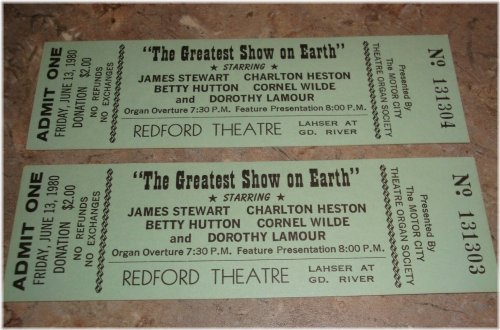 ADMIT ONE
FRIDAY, JUNE 13, 1980
DONATION $2.00
NO REFUNDS
NO EXCHANGES
"The Greatest Show on Earth"
★ STARRING ★
JAMES STEWART CHARLTON HESTON
BETTY HUTTON CORNEL WILDE
and DOROTHY LAMOUR
Organ Overture 7:30 P.M. Feature Presentation 8:00 P.M.
REDFORD THEATRE LAHSER AT
GD. RIVER
Presented By
The MOTOR CITY
THEATRE ORGAN SOCIETY
No 131304
ADMIT ONE
FRIDAY, JUNE 13, 1980
DONATION $2.00
NO REFUNDS
NO EXCHANGES
"The Greatest Show on Earth"
★ STARRING ★
JAMES STEWART CHARLTON HESTON
BETTY HUTTON CORNEL WILDE
and DOROTHY LAMOUR
Organ Overture 7:30 P.M. Feature Presentation 8:00 P.M.
REDFORD THEATRE LAHSER AT
GD. RIVER
Presented By
The MOTOR CITY
THEATRE ORGAN SOCIETY
No 131303